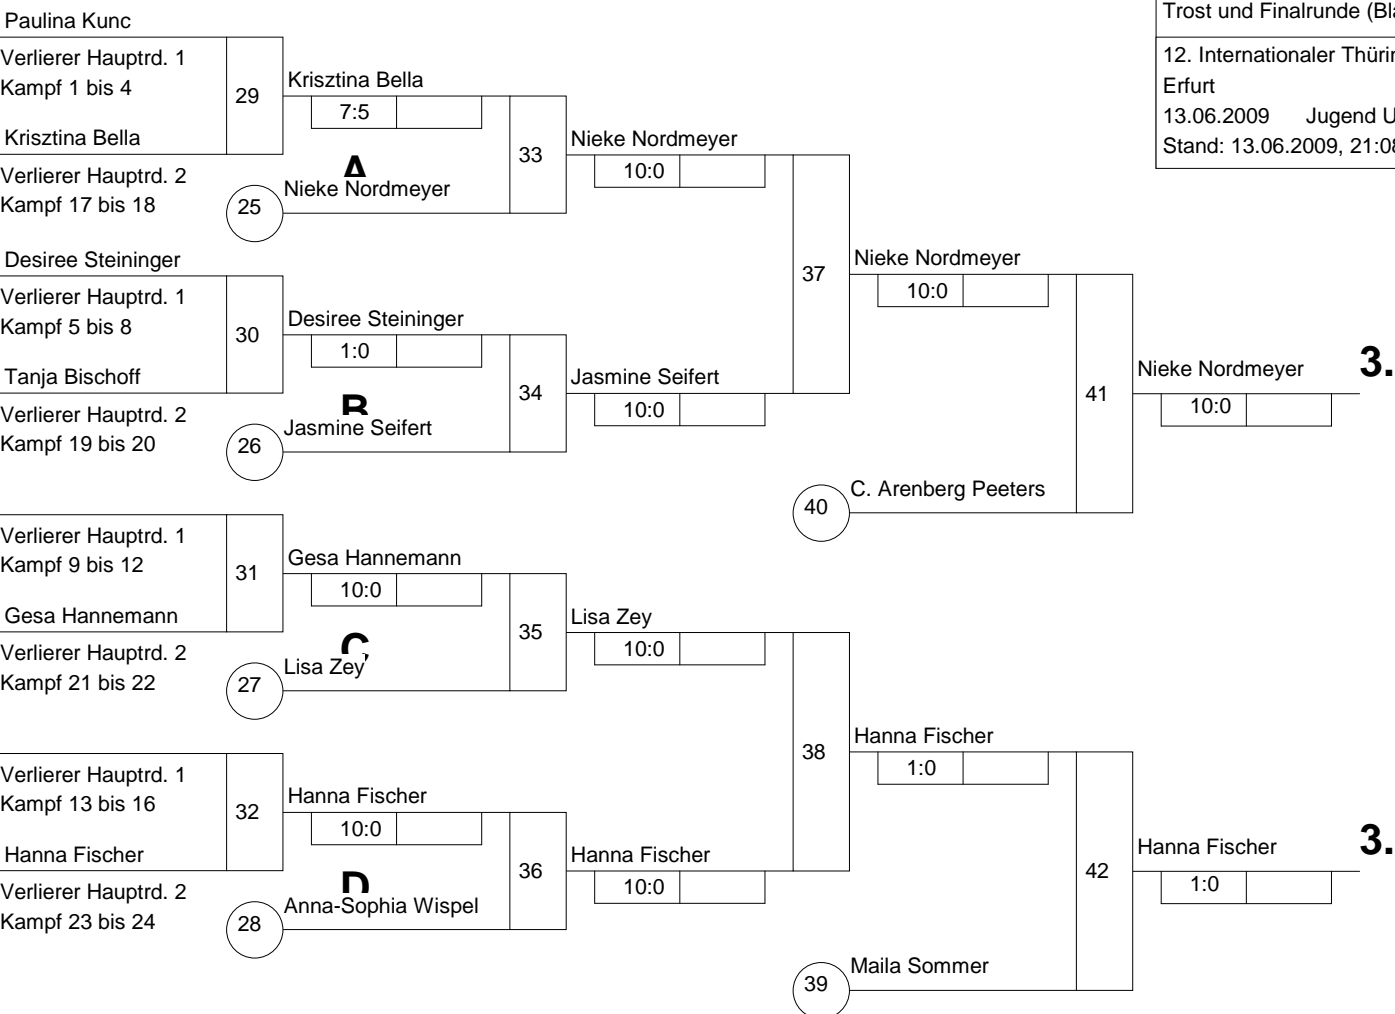 Paulina Kunc
Verlierer Hauptrd. 1
Kampf 1 bis 4
29
Krisztina Bella
7:5
Krisztina Bella
A
33
Nieke Nordmeyer
10:0
Verlierer Hauptrd. 2
Kampf 17 bis 18
25
Nieke Nordmeyer
Desiree Steininger
Verlierer Hauptrd. 1
Kampf 5 bis 8
30
Desiree Steininger
1:0
37
Nieke Nordmeyer
10:0
Tanja Bischoff
B
34
Jasmine Seifert
10:0
Verlierer Hauptrd. 2
Kampf 19 bis 20
26
Jasmine Seifert
41
Nieke Nordmeyer
10:0
3.
40
C. Arenberg Peeters
Verlierer Hauptrd. 1
Kampf 9 bis 12
31
Gesa Hannemann
10:0
Gesa Hannemann
C
35
Lisa Zey
10:0
Verlierer Hauptrd. 2
Kampf 21 bis 22
27
Lisa Zey
38
Hanna Fischer
1:0
Verlierer Hauptrd. 1
Kampf 13 bis 16
32
Hanna Fischer
10:0
Hanna Fischer
D
36
Hanna Fischer
10:0
Verlierer Hauptrd. 2
Kampf 23 bis 24
28
Anna-Sophia Wispel
42
Hanna Fischer
1:0
3.
39
Maila Sommer
Trost und Finalrunde
12. Internationaler
Erfurt
13.06.2009 Jugend
Stand: 13.06.2009,